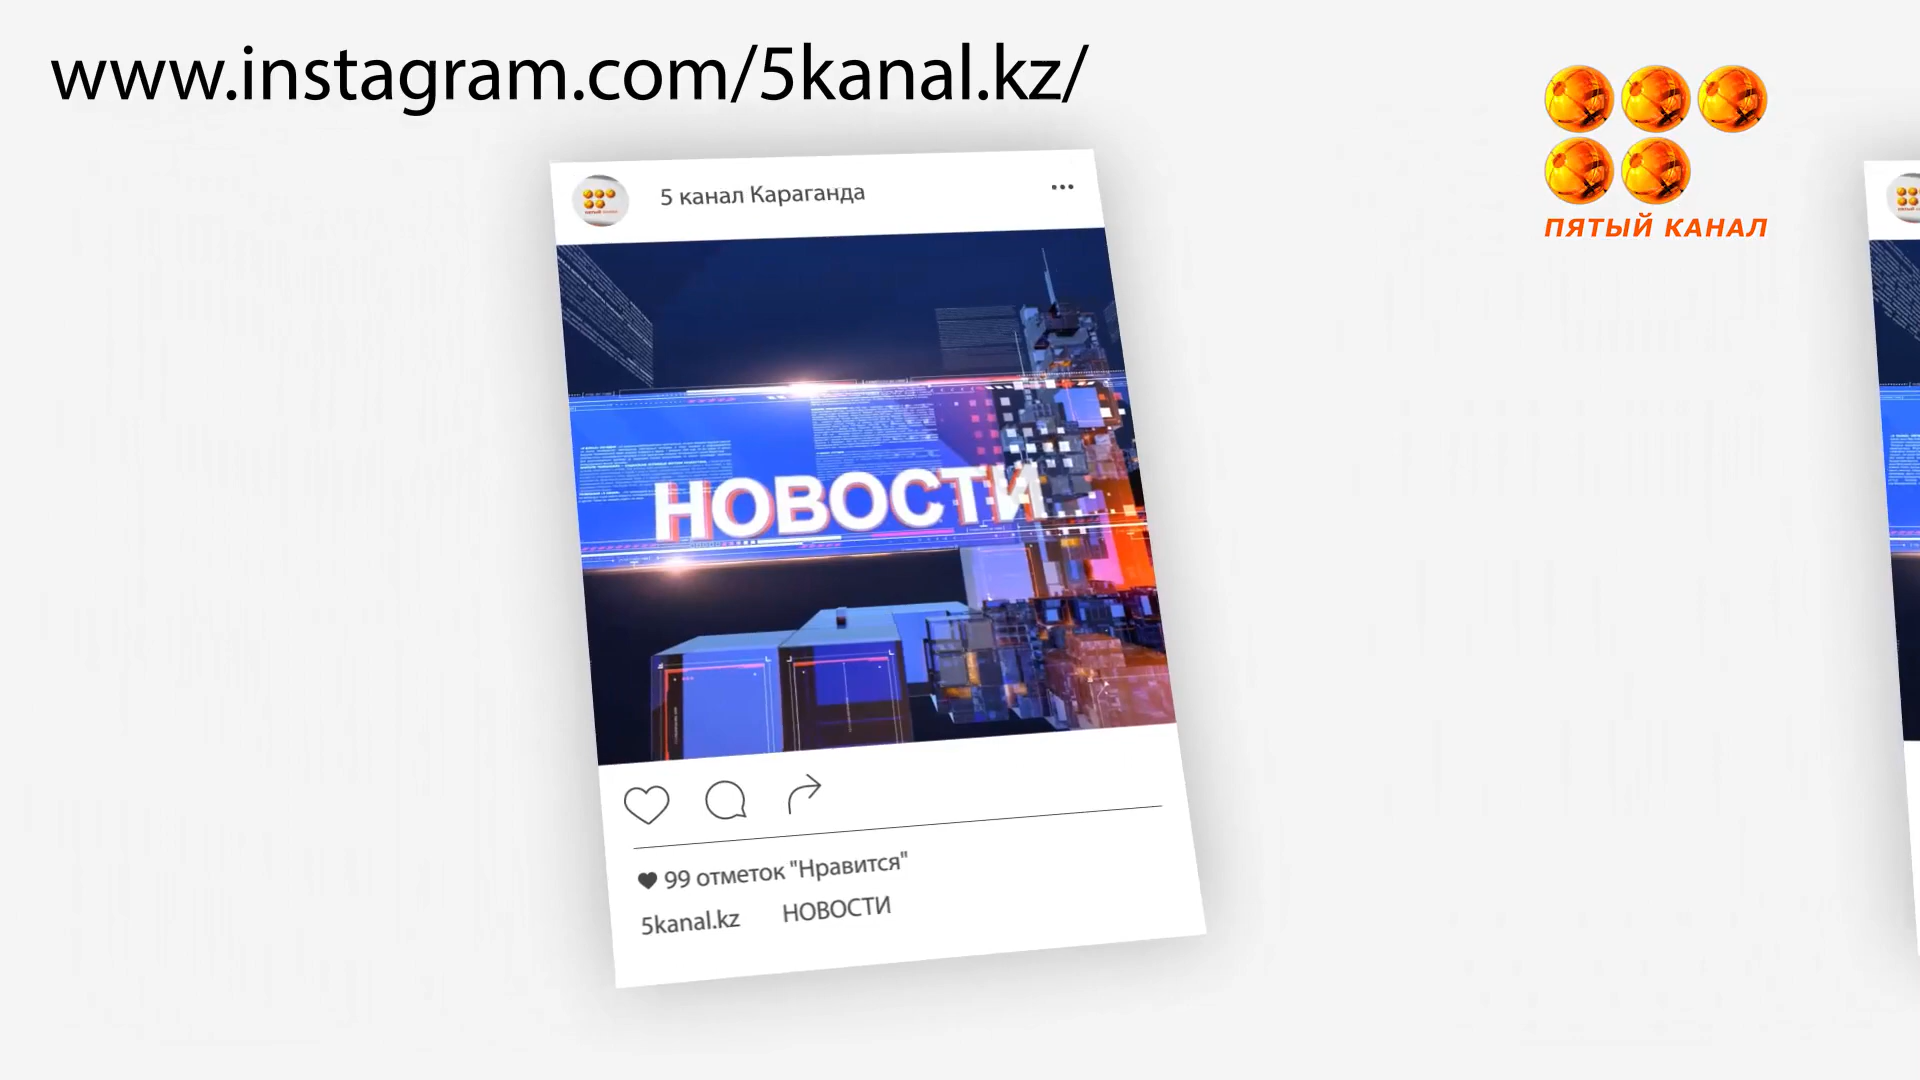 www.instagram.com/5kanal.kz/
ПЯТЫЙ КАНАЛ
5 канал Караганда
НОВОСТИ
99 отметок "Нравится"
5kanal.kz НОВОСТИ